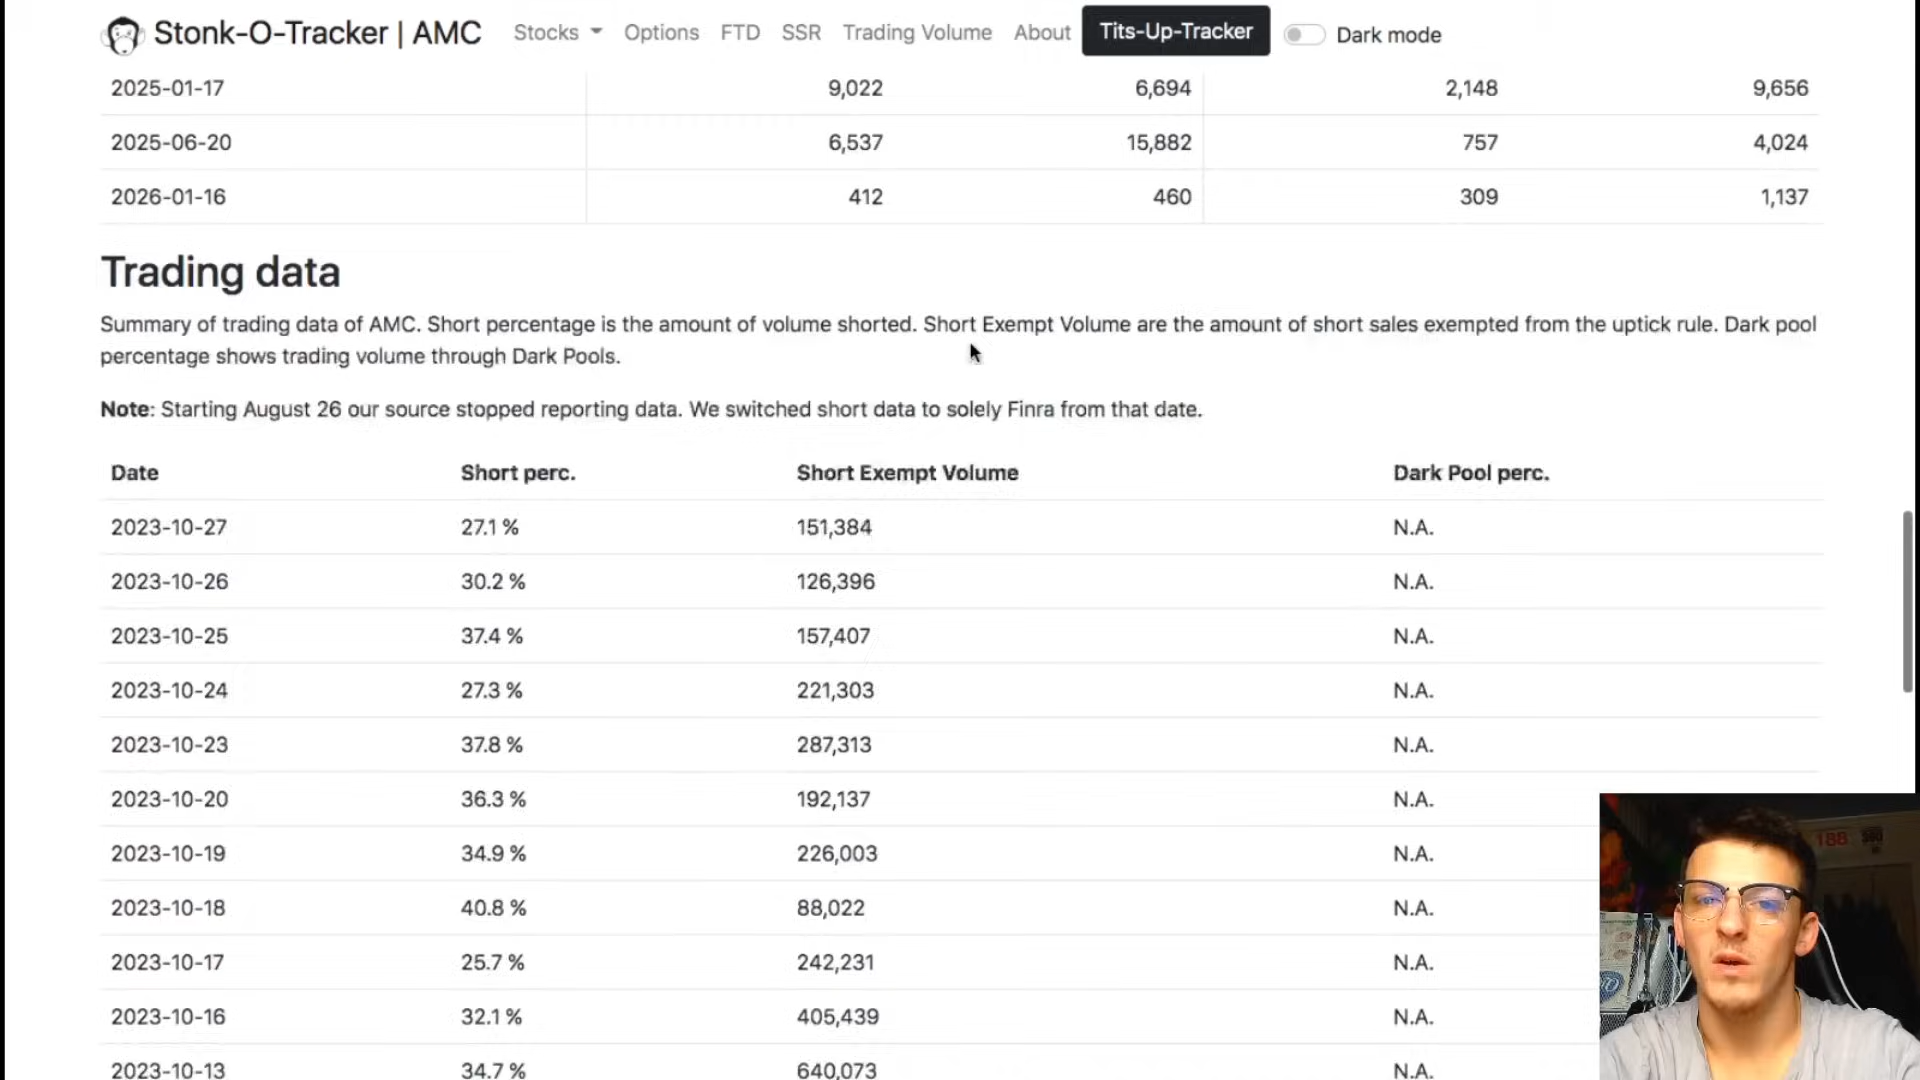 Stonk-O-Tracker | AMC Stocks Options FTD SSR Trading Volume About Tits-Up-Tracker Dark mode
2025-01-17 9,022 6,694 2,148 9,656
2025-06-20 6,537 15,882 757 4,024
2026-01-16 412 460 309 1,137
Trading data
Summary of trading data of AMC. Short percentage is the amount of volume shorted. Short Exempt Volume are the amount of short sales exempted from the uptick rule. Dark pool
percentage shows trading volume through Dark Pools.
Note: Starting August 26 our source stopped reporting data. We switched short data to solely Finra from that date.
Date Short perc. Short Exempt Volume Dark Pool perc.
2023-10-27 27.1 % 151,384 N.A.
2023-10-26 30.2 % 126,396 N.A.
2023-10-25 37.4 % 157,407 N.A.
2023-10-24 27.3 % 221,303 N.A.
2023-10-23 37.8 % 287,313 N.A.
2023-10-20 36.3 % 192,137 N.A.
2023-10-19 34.9 % 226,003 N.A.
2023-10-18 40.8 % 88,022 N.A.
2023-10-17 25.7 % 242,231 N.A.
2023-10-16 32.1 % 405,439 N.A.
2023-10-13 34.7 % 640,073 N.A.
188